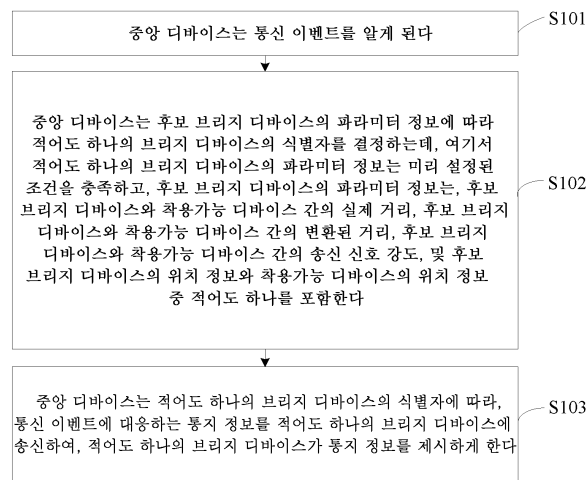 중앙 디바이스는 통신 이벤트를 알게 된다
S101
중앙 디바이스는 후보 브리지 디바이스의 파라미터 정보에 따라
적어도 하나의 브리지 디바이스의 식별자를 결정하는데, 여기서
적어도 하나의 브리지 디바이스의 파라미터 정보는 미리 설정된
조건을 충족하고, 후보 브리지 디바이스의 파라미터 정보는, 후보
브리지 디바이스와 착용가능 디바이스 간의 실제 거리, 후보 브리지
디바이스와 착용가능 디바이스 간의 변환된 거리, 후보 브리지
디바이스와 착용가능 디바이스 간의 송신 신호 강도, 및 후보
브리지 디바이스의 위치 정보와 착용가능 디바이스의 위치 정보
중 적어도 하나를 포함한다
S102
중앙 디바이스는 적어도 하나의 브리지 디바이스의 식별자에 따라,
통신 이벤트에 대응하는 통지 정보를 적어도 하나의 브리지 디바이스에
송신하여, 적어도 하나의 브리지 디바이스가 통지 정보를 제시하게 한다
S103